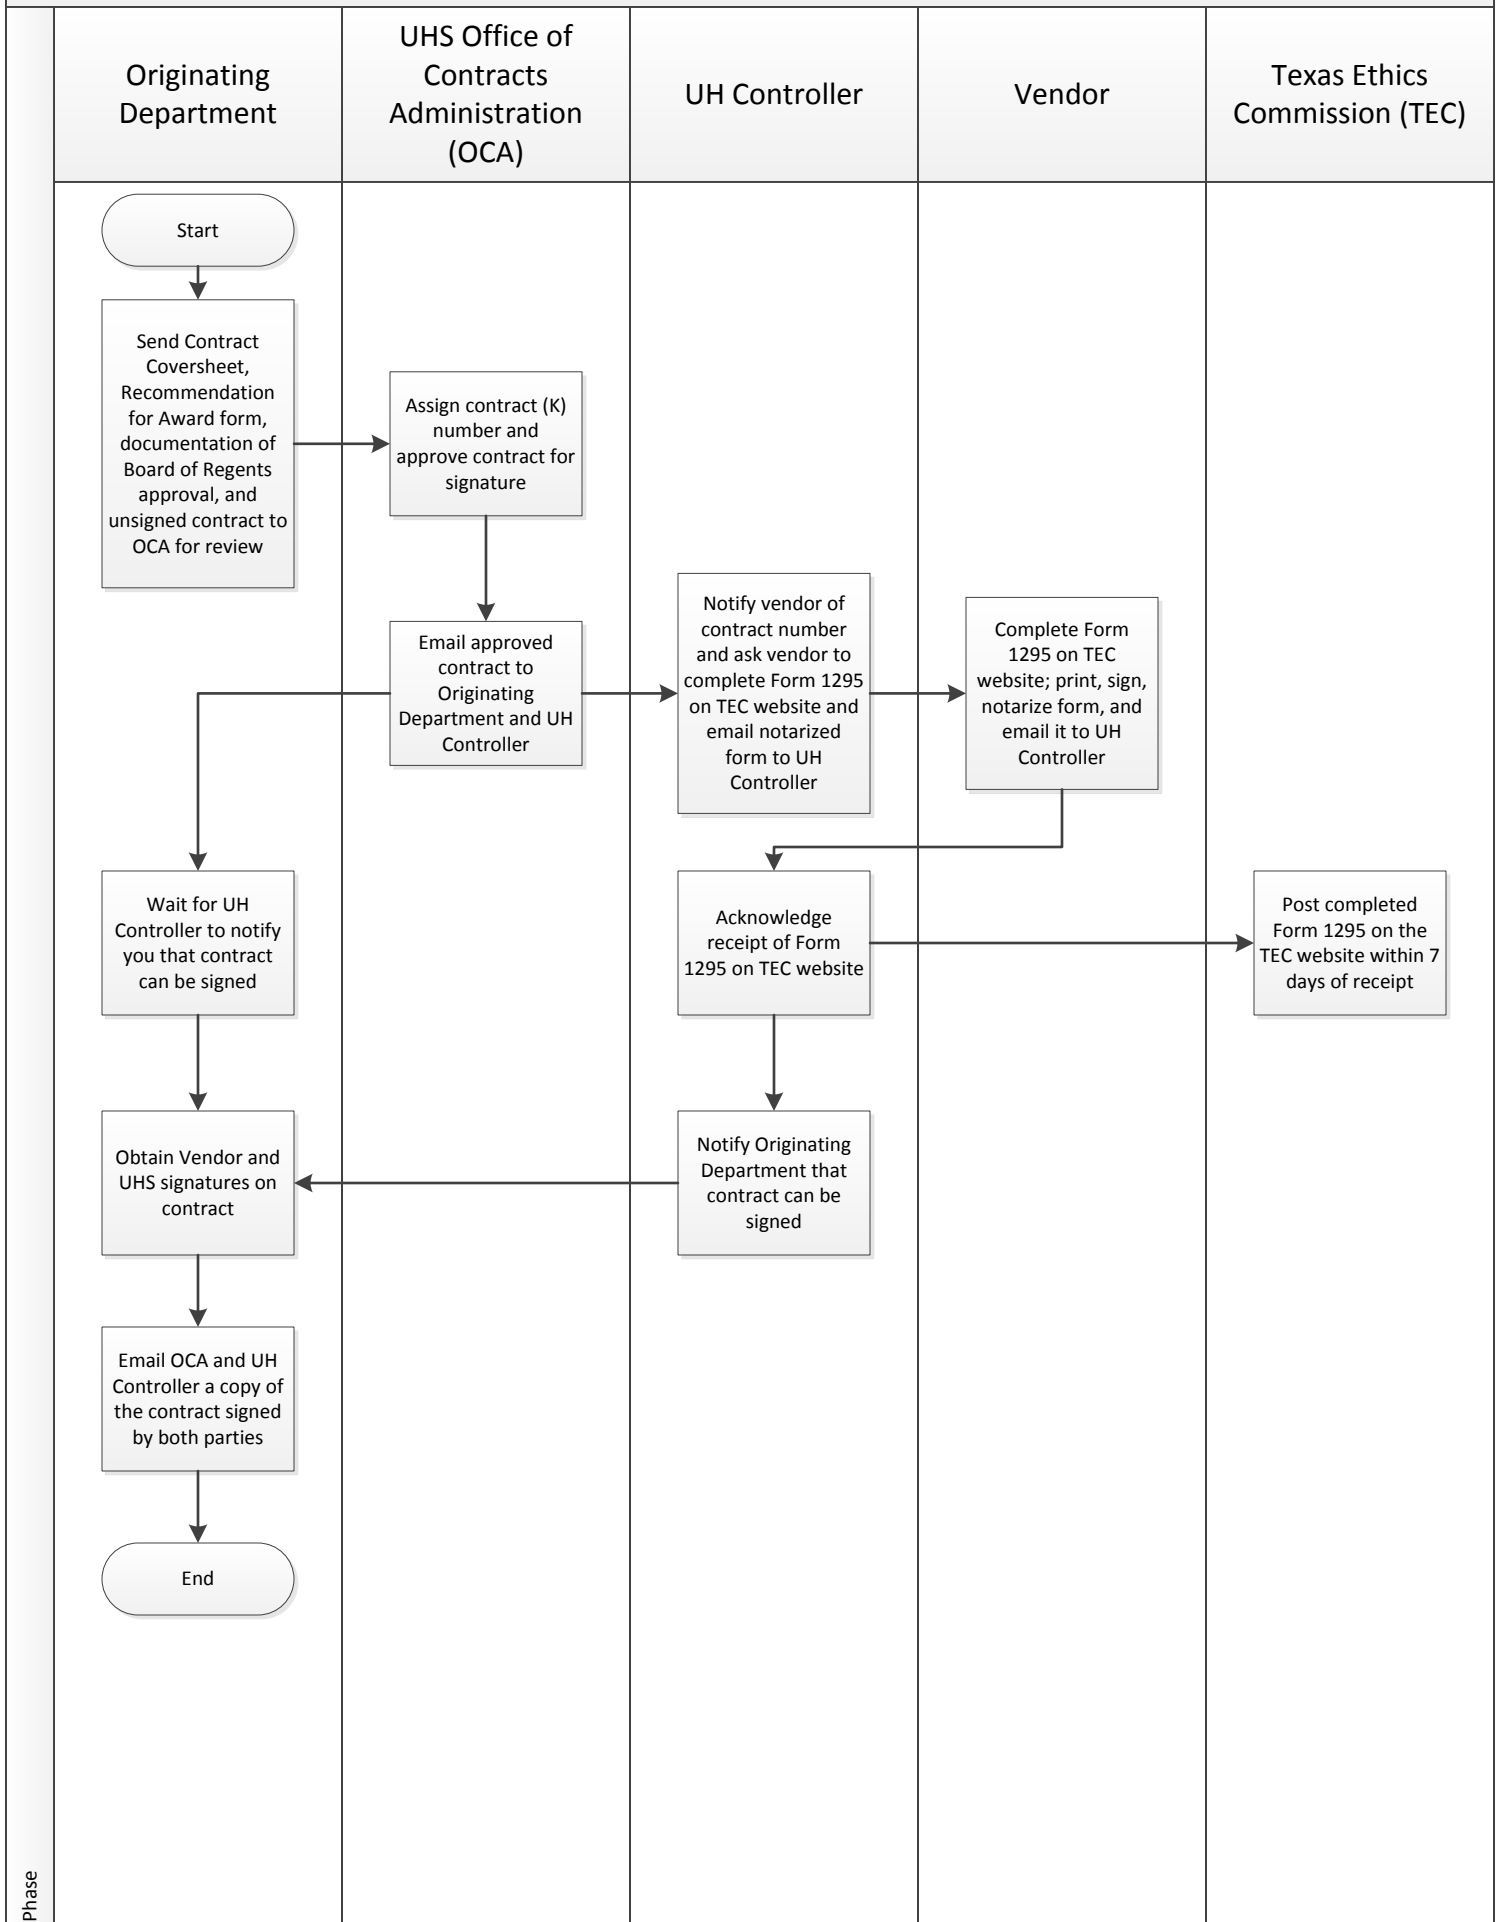 Originating
Department
UHS Office of
Contracts
Administration
(OCA)
UH Controller
Vendor
Texas Ethics
Commission (TEC)
Start
Send Contract
Coversheet,
Recommendation
for Award form,
documentation of
Board of Regents
approval, and
unsigned contract to
OCA for review
Assign contract (K)
number and
approve contract for
signature
Email approved
contract to
Originating
Department and UH
Controller
Notify vendor of
contract number
and ask vendor to
complete Form 1295
on TEC website and
email notarized
form to UH
Controller
Complete Form
1295 on TEC
website; print, sign,
notarize form, and
email it to UH
Controller
Wait for UH
Controller to notify
you that contract
can be signed
Acknowledge
receipt of Form
1295 on TEC website
Post completed
Form 1295 on the
TEC website within 7
days of receipt
Obtain Vendor and
UHS signatures on
contract
Notify Originating
Department that
contract can be
signed
Email OCA and UH
Controller a copy of
the contract signed
by both parties
End
Phase